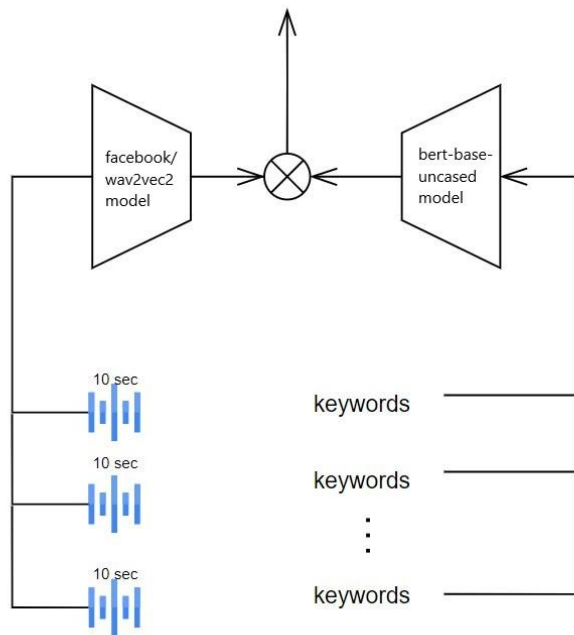 facebook/
wav2vec2
model
bert-base-
uncased
model
10 sec
keywords
10 sec
keywords
10 sec
keywords